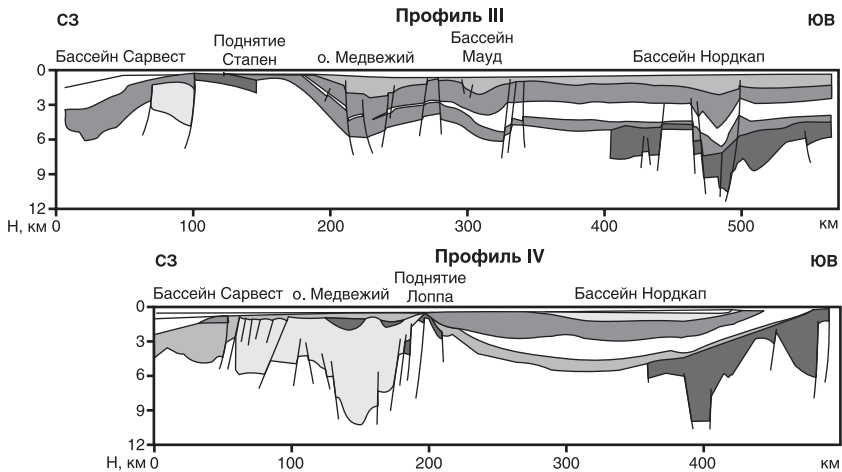 Профиль III
СЗ
ЮВ
Бассейн Сарвест
Поднятие
Стапен
о. Медвежий
Бассейн
Мауд
Бассейн Нордкап
0
3
6
9
12
Н, км 0 100 200 300 400 500 км
Профиль IV
СЗ
ЮВ
Бассейн Сарвест
о. Медвежий
Поднятие
Лоппа
Бассейн Нордкап
0
3
6
9
12
Н, км 0 100 200 300 400 км